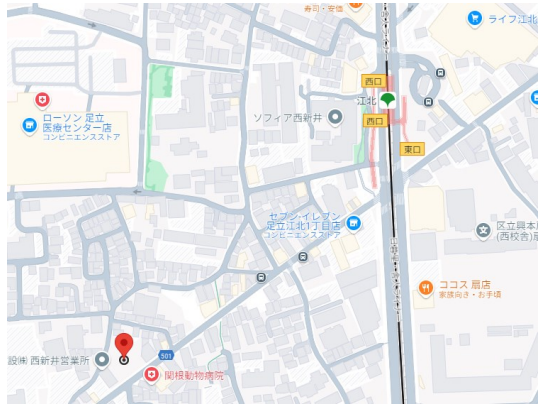 寿司・安価
ライフ江北
西口
江北
西口
東口
ローソン 足立
医療センター店
コンビニエンスストア
ソフィア西新井
セブン-イレブン
足立江北1丁目店
コンビニエンスストア
区立興本
(西校舎)
ココス 扇店
家族向き・お手頃
設㈱ 西新井営業所
501
関根動物病院